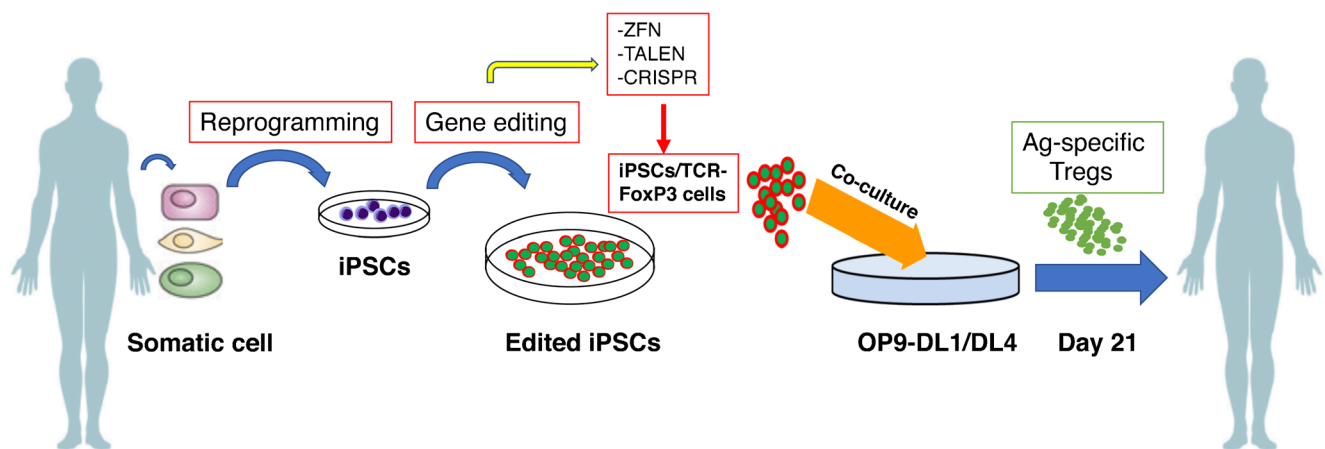 -ZFN
-TALEN
-CRISPR
Reprogramming
Gene editing
iPSCs/TCR-
FoxP3 cells
Co-culture
Ag-specific
Tregs
iPSCs
Somatic cell
Edited iPSCs
OP9-DL1/DL4
Day 21